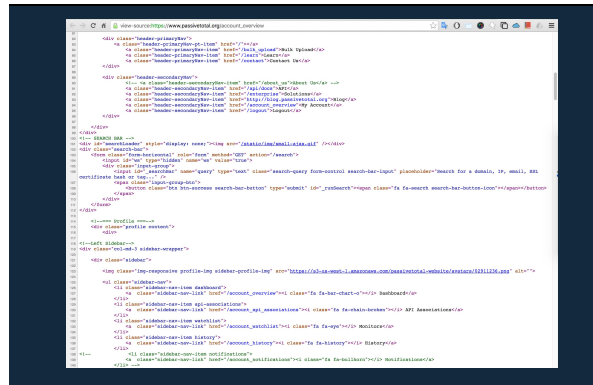 view-source:https://www.passivetotal.org/account_overview
<div class="header-primaryNav">
<a class="header-primaryNav-pt-item" href="/"></a>
<a class="header-primaryNav-item" href="/bulk_upload">Bulk Upload</a>
<a class="header-primaryNav-item" href="/learn">Learn</a>
<a class="header-primaryNav-item" href="/contact">Contact Us</a>
</div>
<div class="header-secondaryNav">
<!-- <a class="header-secondaryNav-item" href="/about_us">About Us</a> -->
<a class="header-secondaryNav-item" href="/api/docs">API</a>
<a class="header-secondaryNav-item" href="/enterprise">Solutions</a>
<a class="header-secondaryNav-item" href="http://blog.passivetotal.org">Blog</a>
<a class="header-secondaryNav-item" href="/account_overview">My Account</a>
<a class="header-secondaryNav-item" href="/logout">Logout</a>
</div>
</div>
</div>
<!-- SEARCH BAR -->
<div id="searchloader" style="display: none;"><img src="/static/img/small-ajax.gif" /></div>
<div class="search-bar">
<form class="form-horizontal" role="form" method="GET" action="/search">
<input id="ws" type="hidden" name="ws" value="true">
<div class="input-group">
<input id="_searchBar" name="query" type="text" class="search-query form-control search-bar-input" placeholder="Search for a domain, IP, email, SSL
certificate hash or tag..." />
<span class="input-group-btn">
<button class="btn btn-success search-bar-button" type="submit" id="_runSearch"><span class="fa fa-search search-bar-button-icon"></span></button>
</span>
</div>
</form>
</div>
<!--=== Profile ===-->
<div class="profile content">
<div>
<!--Left Sidebar-->
<div class="col-md-3 sidebar-wrapper">
<div class="sidebar">
<img class="img-responsive profile-img sidebar-profile-img" src="https://s3-us-west-1.amazonaws.com/passivetotal-website/avatars/02911236.png" alt="">
<ul class="sidebar-nav">
<li class="sidebar-nav-item dashboard">
<a class="sidebar-nav-link" href="/account_overview"><i class="fa fa-bar-chart-o"></i> Dashboard</a>
</li>
<li class="sidebar-nav-item api-associations">
<a class="sidebar-nav-link" href="/account_api_associations"><i class="fa fa-chain-broken"></i> API Associations</a>
</li>
<li class="sidebar-nav-item watchlist">
<a class="sidebar-nav-link" href="/account_watchlist"><i class="fa fa-eye"></i> Monitors</a>
</li>
<li class="sidebar-nav-item history">
<a class="sidebar-nav-link" href="/account_history"><i class="fa fa-history"></i> History</a>
</li>
<!-- <li class="sidebar-nav-item notifications">
<a class="sidebar-nav-link" href="/account_notifications"><i class="fa fa-bullhorn"></i> Notifications</a>
</li> -->